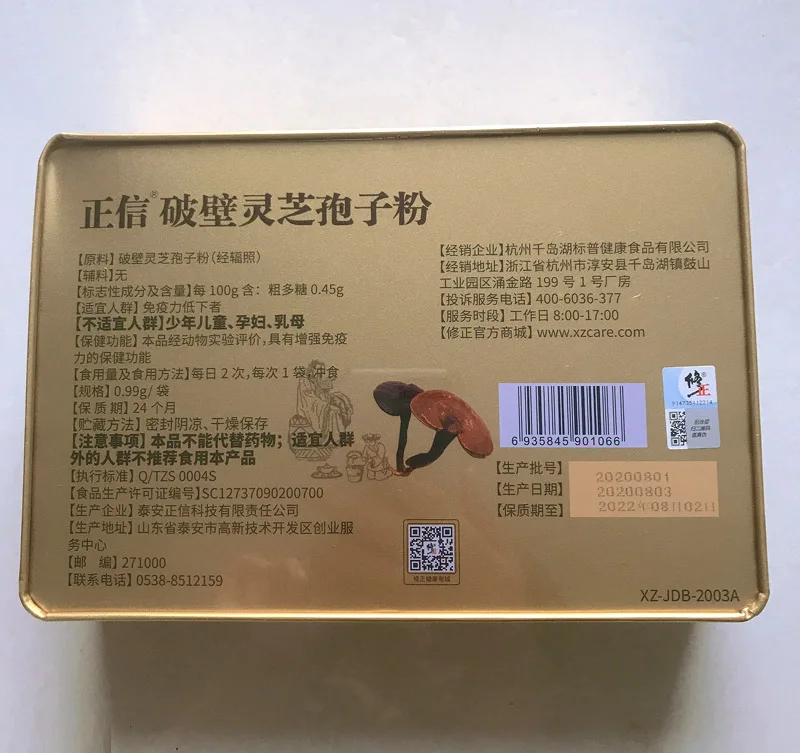 正信®破壁灵芝孢子粉
【原料】破壁灵芝孢子粉（经辐照）
【辅料】无
【标志性成分及含量】每 100g 含：粗多糖 0.45g
【适宜人群】免疫力低下者
【不适宜人群】少年儿童、孕妇、乳母
【保健功能】本品经动物实验评价，具有增强免疫
力的保健功能
【食用量及食用方法】每日 2 次，每次 1 袋，冲食
【规格】0.99g/ 袋
【保 质 期】24 个月
【贮藏方法】密封阴凉、干燥保存
【注意事项】本品不能代替药物；适宜人群
外的人群不推荐食用本产品
【执行标准】Q/TZS 0004S
【食品生产许可证编号】SC12737090200700
【生产企业】泰安正信科技有限责任公司
【生产地址】山东省泰安市高新技术开发区创业服
务中心
【邮 编】271000
【联系电话】0538-8512159
【经销企业】杭州千岛湖标普健康食品有限公司
【经销地址】浙江省杭州市淳安县千岛湖镇鼓山
工业园区涌金路 199 号 1 号厂房
【投诉服务电话】400-6036-377
【服务时段】工作日 8:00-17:00
【修正官方商城】www.xzcare.com
修正®
6 935845 901066
【生产批号】20200801
【生产日期】20200803
【保质期至】2022年08月02日
修正健康商城
XZ-JDB-2003A